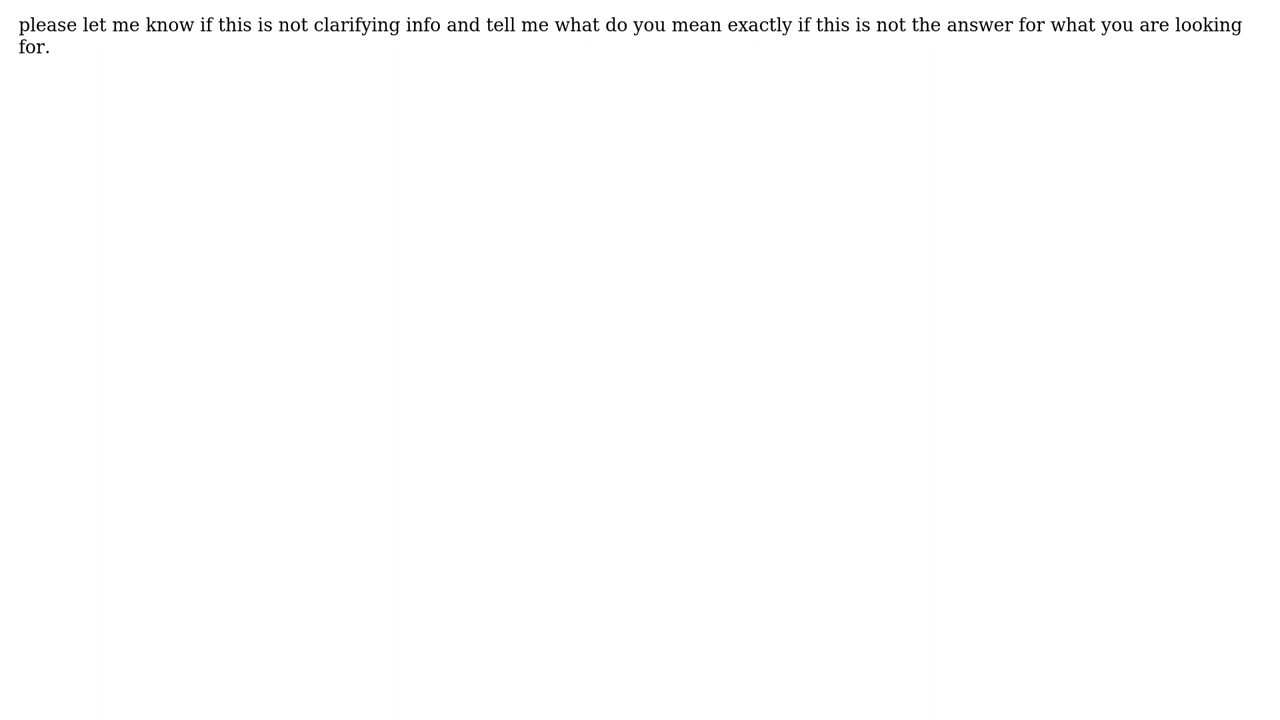 please let me know if this is not clarifying info and tell me what do you mean exactly if this is not the answer for what you are looking
for.